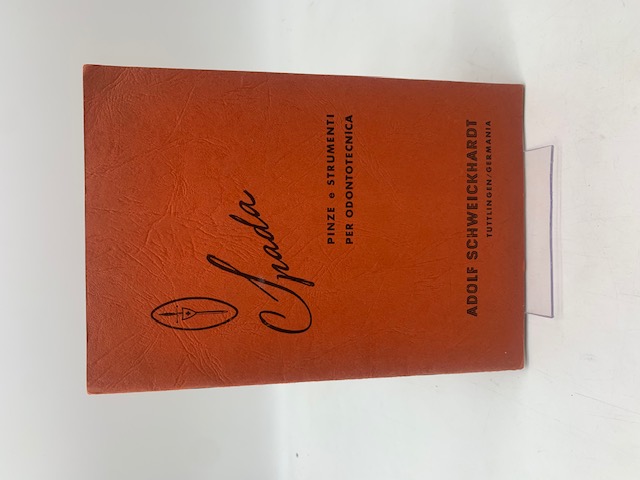 Spada
PINZE e STRUMENTI
PER ODONTOTECNICA
ADOLF SCHWEICKHARDT
TUTTLINGEN/GERMANIA